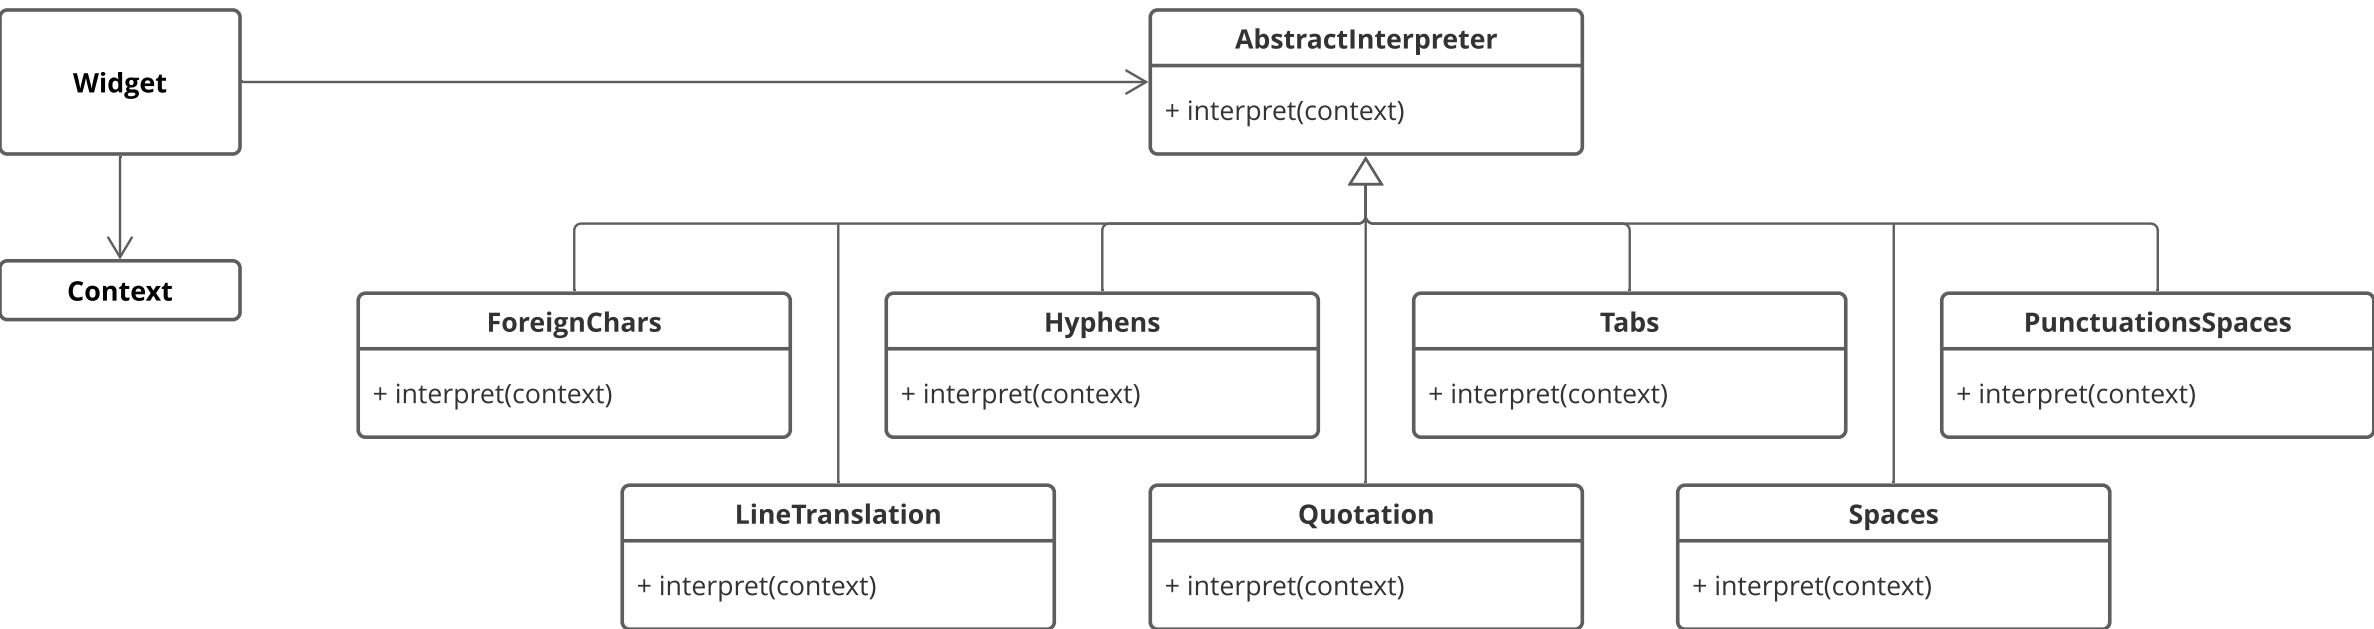 Widget
AbstractInterpreter
+ interpret(context)
Context
ForeignChars
+ interpret(context)
Hyphens
+ interpret(context)
Tabs
+ interpret(context)
PunctuationsSpaces
+ interpret(context)
LineTranslation
+ interpret(context)
Quotation
+ interpret(context)
Spaces
+ interpret(context)